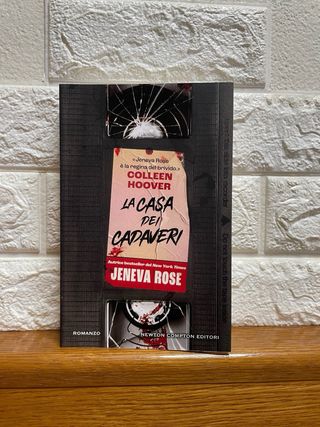 «Jeneva Rose
è la regina del brivido.»
COLLEEN
HOOVER
LA CASA
DEI
CADAVERI
Autrice bestseller del New York Times
JENEVA ROSE
ROMANZO
NEWTON COMPTON EDITORI